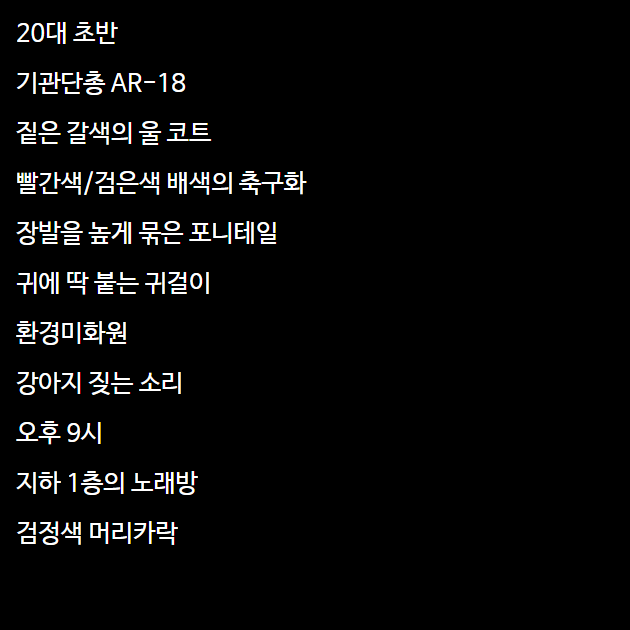 20대 초반
기관단총 AR-18
짙은 갈색의 울 코트
빨간색/검은색 배색의 축구화
장발을 높게 묶은 포니테일
귀에 딱 붙는 귀걸이
환경미화원
강아지 짖는 소리
오후 9시
지하 1층의 노래방
검정색 머리카락